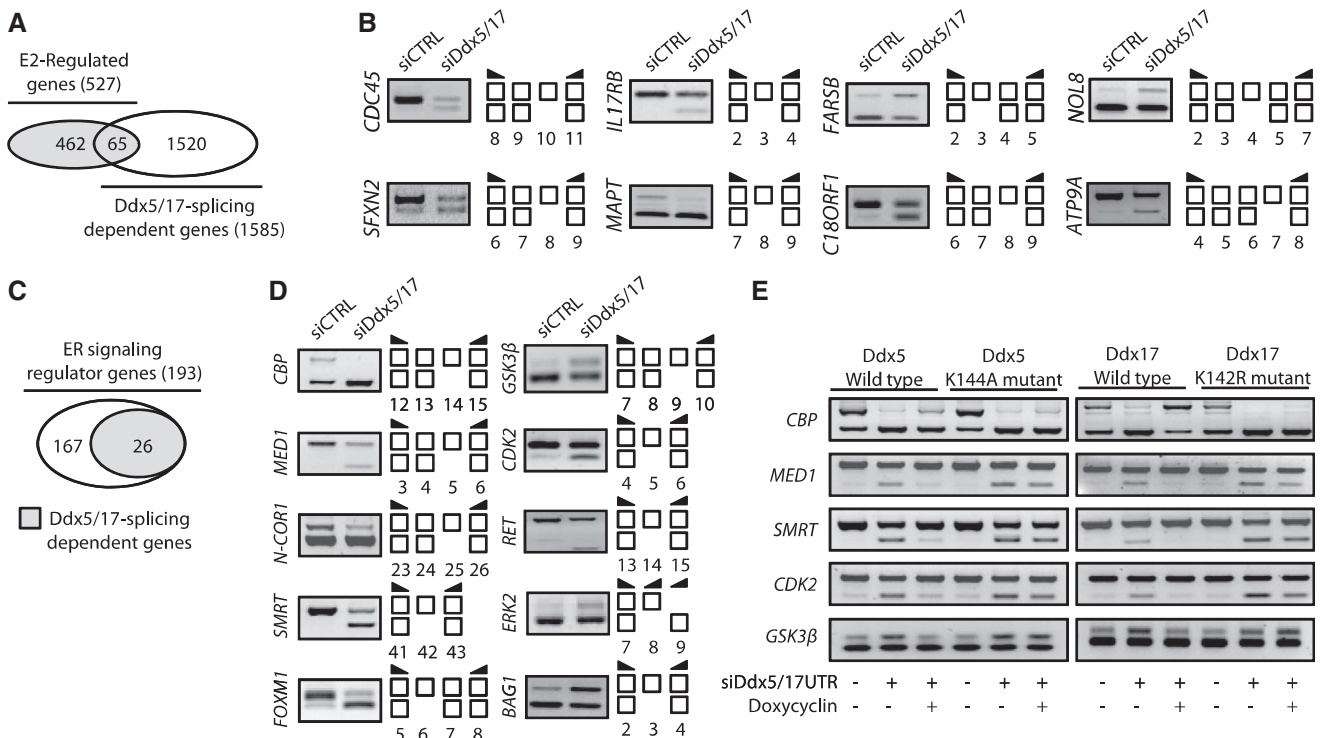 A
E2-Regulated
genes (527)
462 65 1520
Ddx5/17-splicing
dependent genes (1585)
B
siCTRL siDdx5/17 siCTRL siDdx5/17 siCTRL siDdx5/17 siCTRL siDdx5/17
CDC45
8 9 10 11
IL17RB
2 3 4
FARSB
2 3 4 5
NOL8
2 3 4 5 7
SFXN2
6 7 8 9
MAPT
7 8 9
C18ORF1
6 7 8 9
ATP9A
4 5 6 7 8
C
ER signaling
regulator genes (193)
167 26
Ddx5/17-splicing
dependent genes
D
siCTRL siDdx5/17 siCTRL siDdx5/17
CBP
12 13 14 15
GSK3β
7 8 9 10
MED1
3 4 5 6
CDK2
4 5 6
N-COR1
23 24 25 26
RET
13 14 15
SMRT
41 42 43
ERK2
7 8 9
FOXM1
5 6 7 8
BAG1
2 3 4
E
Ddx5 Ddx5 Ddx17 Ddx17
Wild type K144A mutant Wild type K142R mutant
CBP
MED1
SMRT
CDK2
GSK3β
siDdx5/17UTR - + + - + + - + + - + +
Doxycyclin - - + - - + - - + - - +